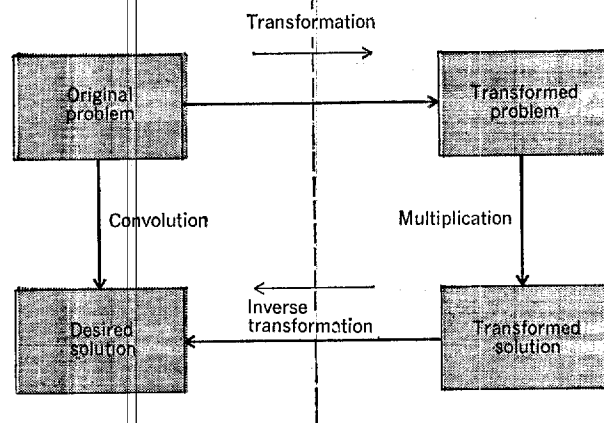 Transformation
Original
problem
Transformed
problem
Convolution
Multiplication
Inverse
transformation
Desired
solution
Transformed
solution